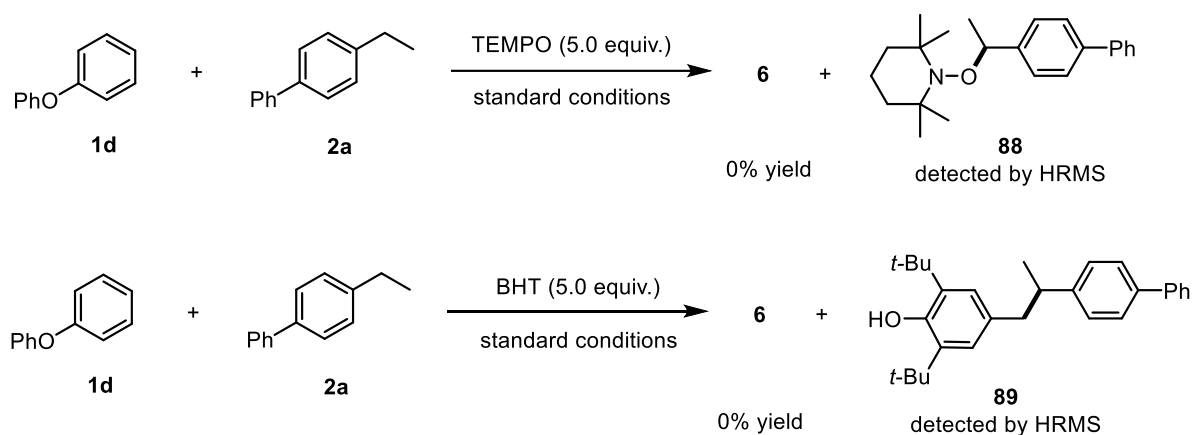 TEMPO (5.0 equiv.)
standard conditions
PhO
1d
+
Ph
2a
6
+
N
O
Ph
88
0% yield
detected by HRMS
BHT (5.0 equiv.)
standard conditions
PhO
1d
+
Ph
2a
6
+
t-Bu
HO
t-Bu
Ph
89
0% yield
detected by HRMS